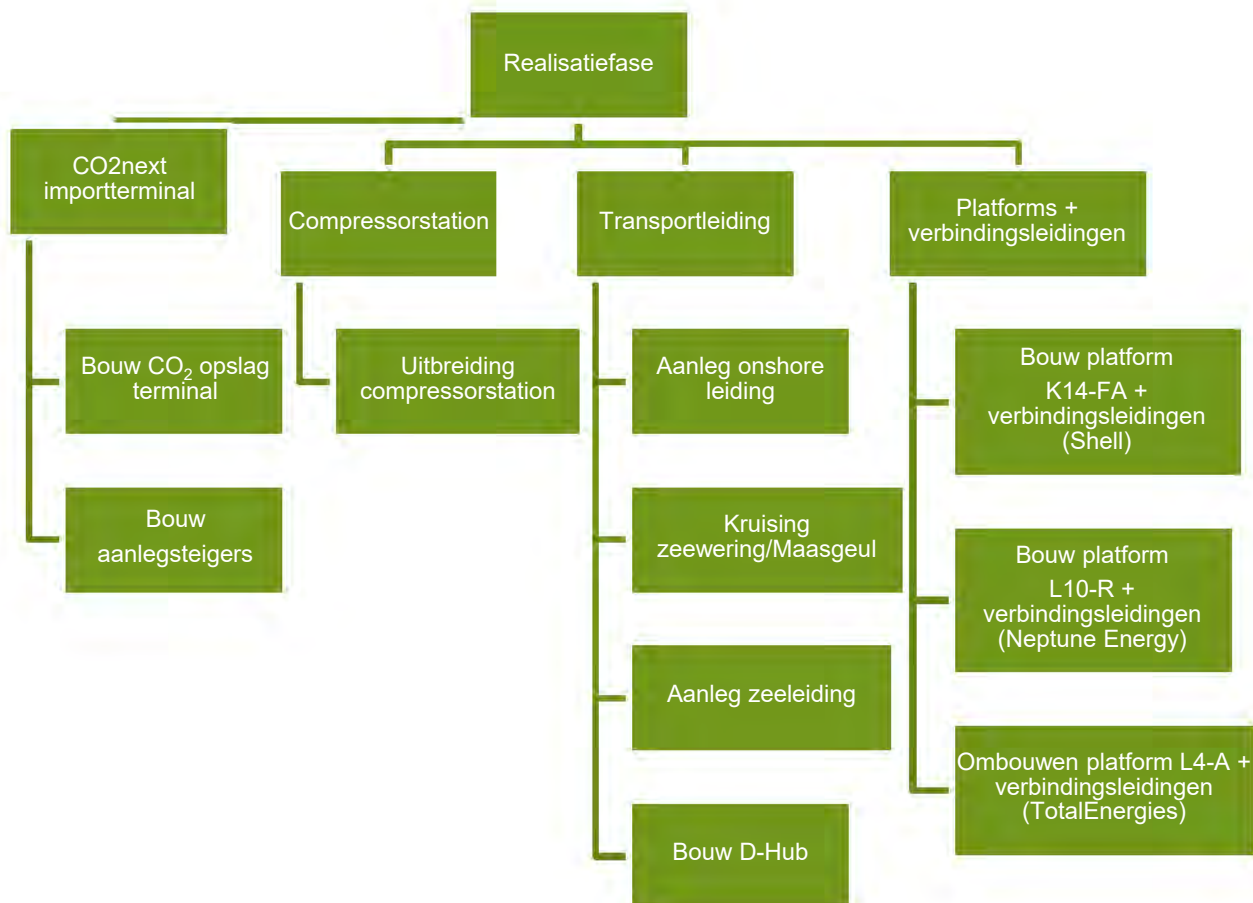 Realisatiefase
CO2next
importterminal
Compressorstation
Transportleiding
Platforms +
verbindingsleidingen
Bouw CO₂ opslag
terminal
Bouw
aanlegsteigers
Uitbreiding
compressorstation
Aanleg onshore
leiding
Kruising
zeewering/Maasgeul
Aanleg zeeleiding
Bouw D-Hub
Bouw platform
K14-FA +
verbindingsleidingen
(Shell)
Bouw platform
L10-R +
verbindingsleidingen
(Neptune Energy)
Ombouwen platform L4-A +
verbindingsleidingen
(TotalEnergies)